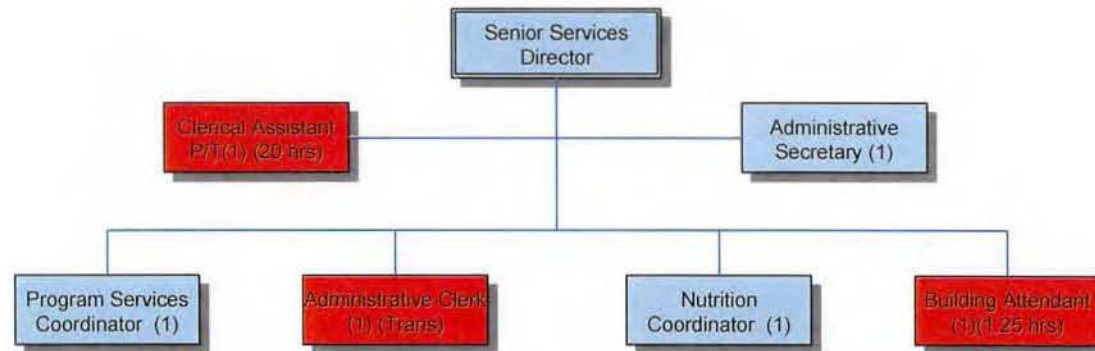 Senior Services
Director
Clerical Assistant
P/T(1) (20 hrs)
Administrative
Secretary (1)
Program Services
Coordinator (1)
Administrative Clerk
(1) (Trans)
Nutrition
Coordinator (1)
Building Attendant
(1)(1.25 hrs)